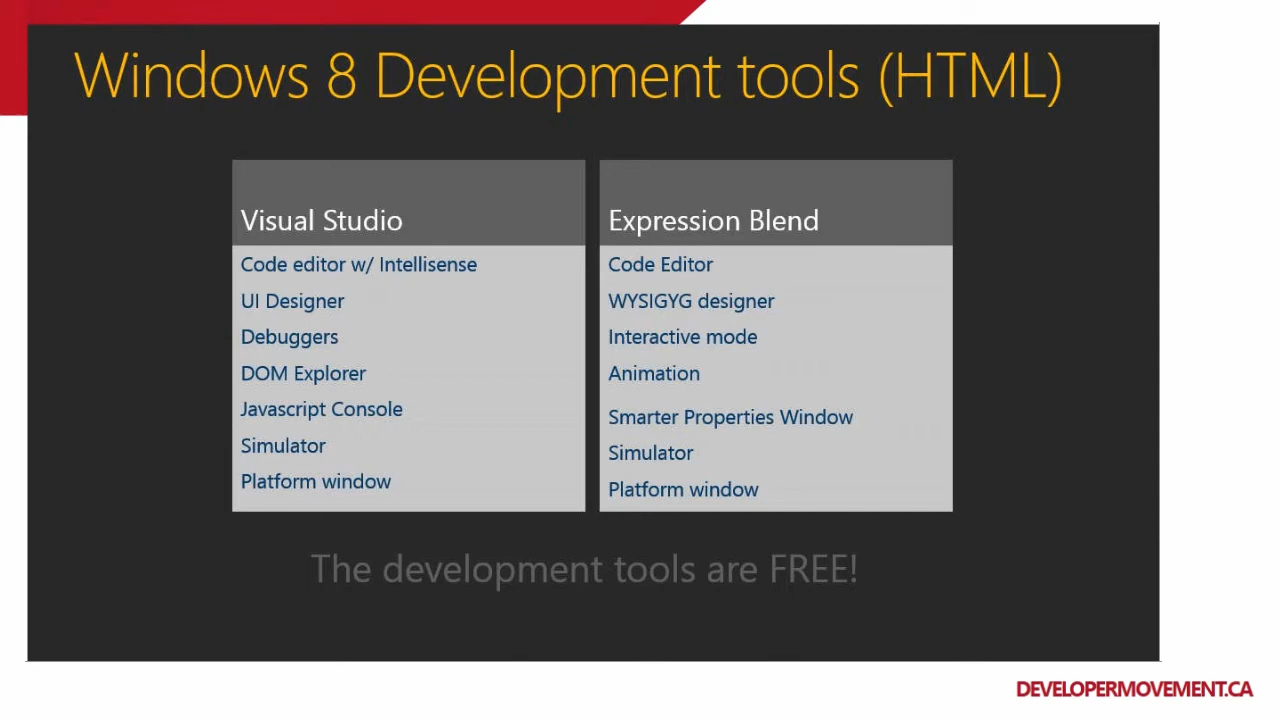 Windows 8 Development tools (HTML)
Visual Studio
Code editor w/ Intellisense
UI Designer
Debuggers
DOM Explorer
Javascript Console
Simulator
Platform window
Expression Blend
Code Editor
WYSIGYG designer
Interactive mode
Animation
Smarter Properties Window
Simulator
Platform window
The development tools are FREE!
DEVELOPERMOVEMENT.CA